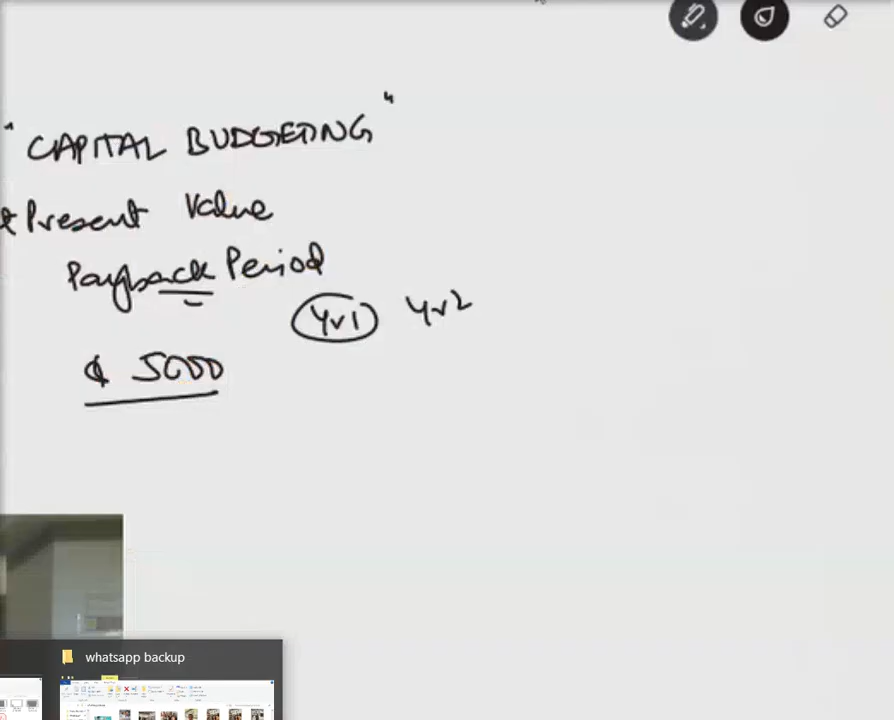 "CAPITAL BUDGETING"
Present Value
Payback Period
Yr1 Yr2
5000
whatsapp backup